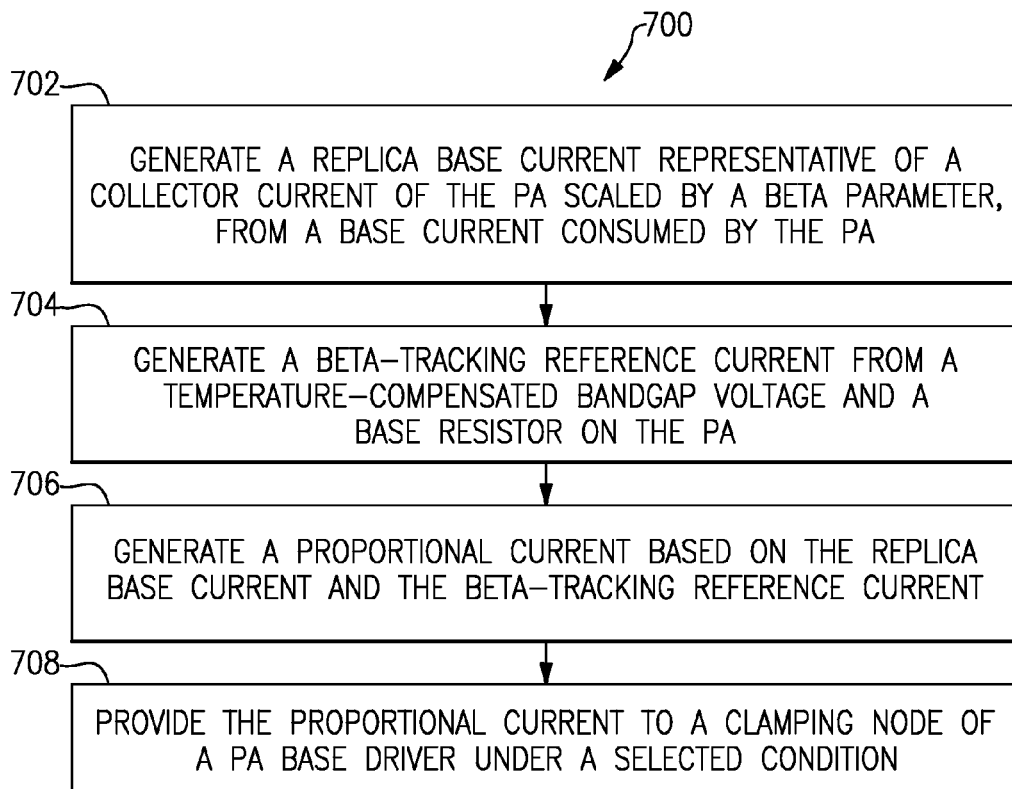 700
702
GENERATE A REPLICA BASE CURRENT REPRESENTATIVE OF A
COLLECTOR CURRENT OF THE PA SCALED BY A BETA PARAMETER,
FROM A BASE CURRENT CONSUMED BY THE PA
704
GENERATE A BETA-TRACKING REFERENCE CURRENT FROM A
TEMPERATURE-COMPENSATED BANDGAP VOLTAGE AND A
BASE RESISTOR ON THE PA
706
GENERATE A PROPORTIONAL CURRENT BASED ON THE REPLICA
BASE CURRENT AND THE BETA-TRACKING REFERENCE CURRENT
708
PROVIDE THE PROPORTIONAL CURRENT TO A CLAMPING NODE OF
A PA BASE DRIVER UNDER A SELECTED CONDITION